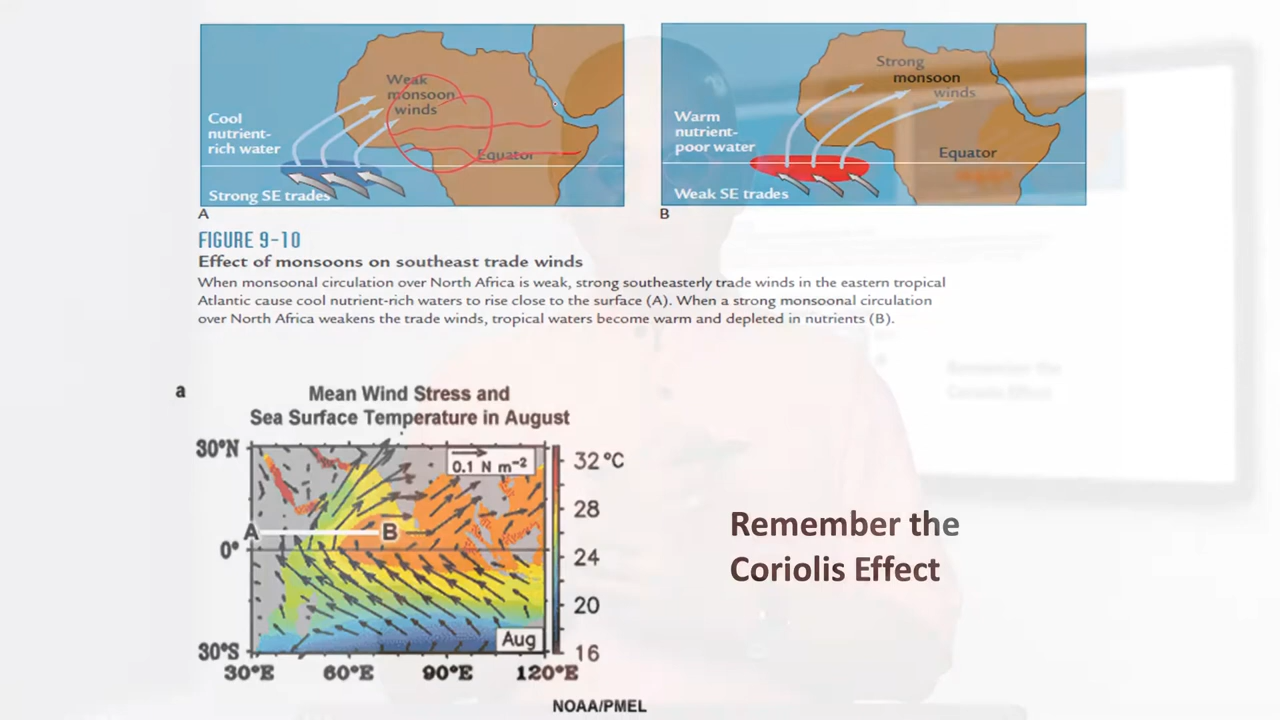 Weak
monsoon
winds
Cool
nutrient-
rich water
Equator
Strong SE trades
A
Strong
monsoon
winds
Warm
nutrient-
poor water
Equator
Weak SE trades
B
FIGURE 9-10
Effect of monsoons on southeast trade winds
When monsoonal circulation over North Africa is weak, strong southeasterly trade winds in the eastern tropical
Atlantic cause cool nutrient-rich waters to rise close to the surface (A). When a strong monsoonal circulation
over North Africa weakens the trade winds, tropical waters become warm and depleted in nutrients (B).
a
Mean Wind Stress and
Sea Surface Temperature in August
30°N
0.1 N m-2
32 °C
28
A
B
0°
24
20
Aug
30°S
16
30°E 60°E 90°E 120°E
NOAA/PMEL
Remember the
Coriolis Effect
Remember the
Coriolis Effect